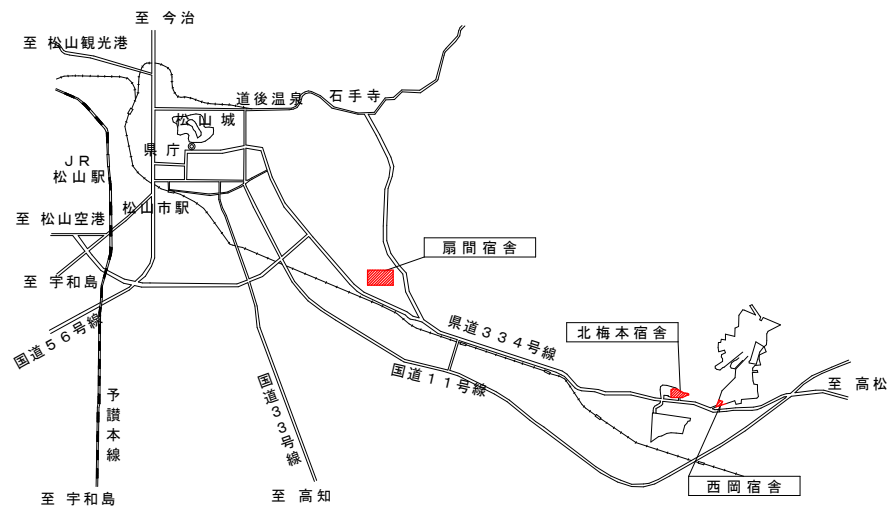 至 今治
至 松山観光港
道後温泉
石手寺
松山城
県庁
ＪＲ
松山駅
松山市駅
至 松山空港
扇間宿舎
至 宇和島
国道５６号線
県道３３４号線
北梅本宿舎
国道１１号線
至 高松
国道３３号線
予讃本線
西岡宿舎
至 宇和島
至 高知